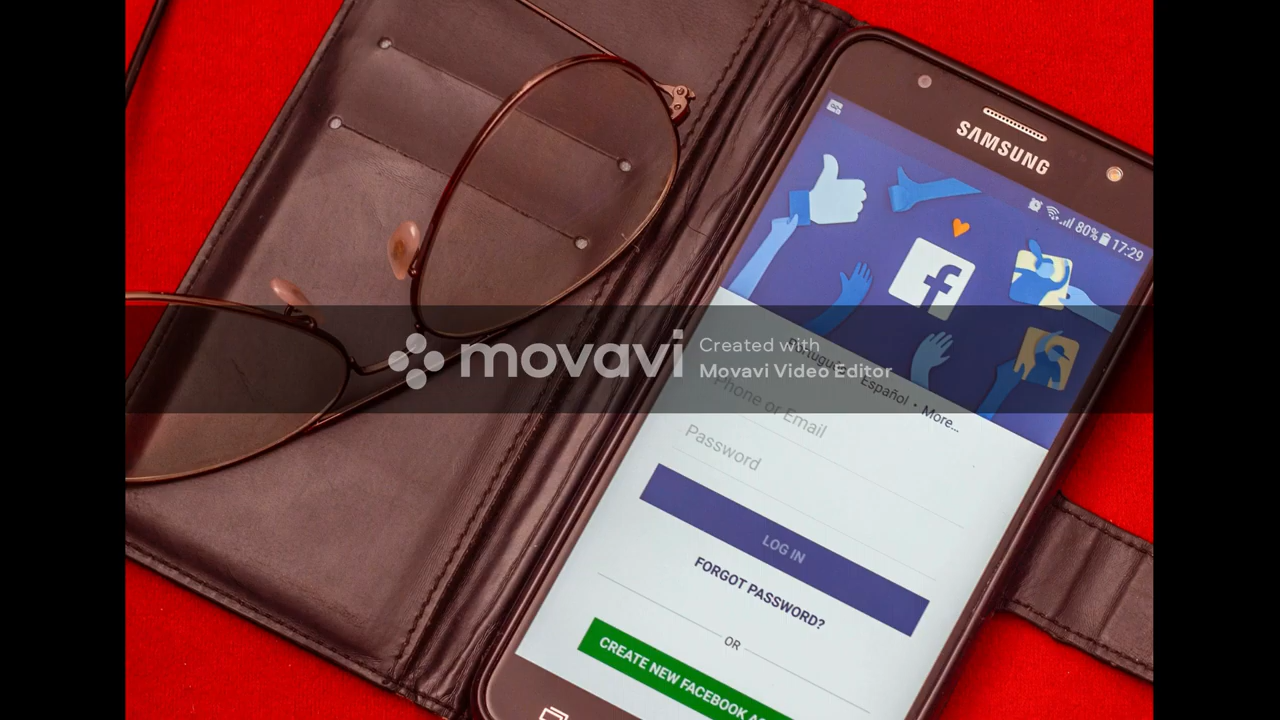 SAMSUNG
80% 17:29
f
Português • Español • More...
movavi
Created with
Movavi Video Editor
Phone or Email
Password
LOG IN
FORGOT PASSWORD?
OR
CREATE NEW FACEBOOK